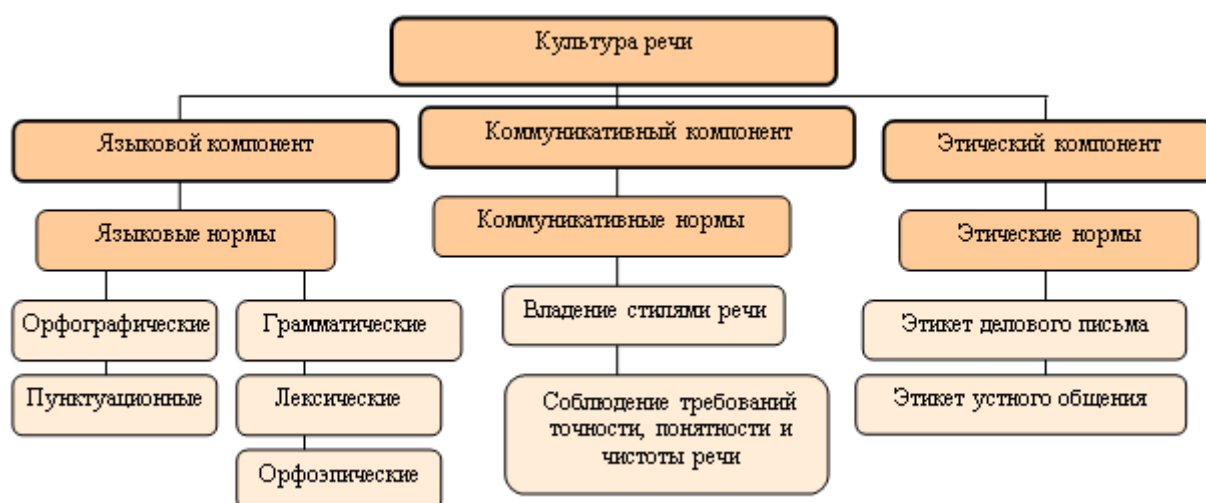 Культура речи
Языковой компонент
Коммуникативный компонент
Этический компонент
Языковые нормы
Коммуникативные нормы
Этические нормы
Орфографические
Грамматические
Владение стилями речи
Этикет делового письма
Пунктуационные
Лексические
Соблюдение требований
точности, понятности и
чистоты речи
Этикет устного общения
Орфоэпические